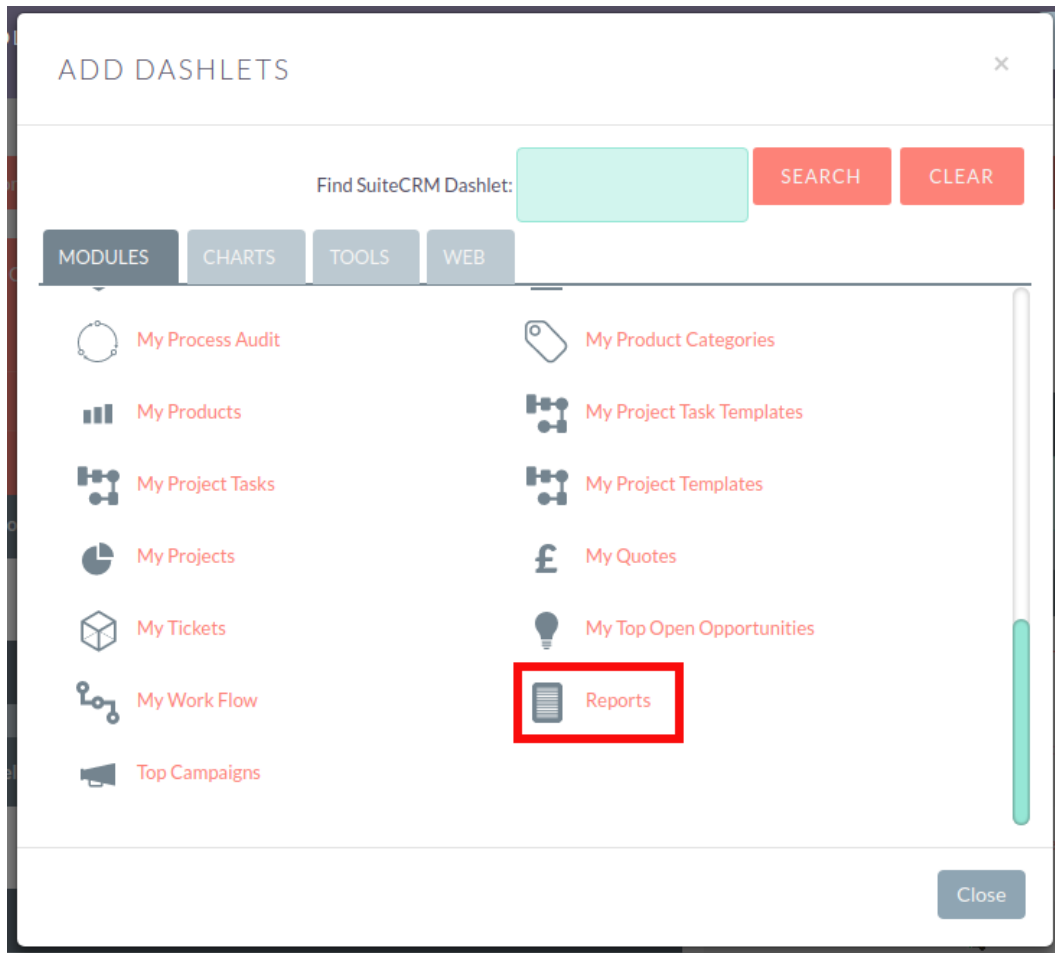 ADD DASHLETS ×
Find SuiteCRM Dashlet: SEARCH CLEAR
MODULES CHARTS TOOLS WEB
My Process Audit My Product Categories
My Products My Project Task Templates
My Project Tasks My Project Templates
My Projects £ My Quotes
My Tickets My Top Open Opportunities
My Work Flow Reports
Top Campaigns
Close